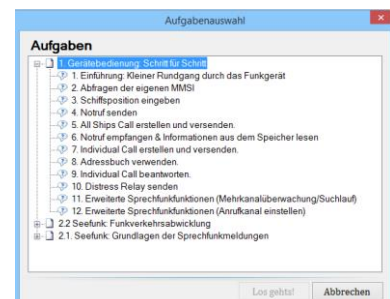 Aufgabenauswahl
Aufgaben
1. Gerätebedienung: Schritt für Schritt
1. Einführung: Kleiner Rundgang durch das Funkgerät
2. Abfragen der eigenen MMSI
3. Schiffsposition eingeben
4. Notruf senden
5. All Ships Call erstellen und versenden.
6. Notruf empfangen & Informationen aus dem Speicher lesen
7. Individual Call erstellen und versenden.
8. Adressbuch verwenden.
9. Individual Call beantworten.
10. Distress Relay senden
11. Erweiterte Sprechfunkfunktionen (Mehrkanalüberwachung/Suchlauf)
12. Erweiterte Sprechfunkfunktionen (Anrufkanal einstellen)
2.2 Seefunk: Funkverkehrsabwicklung
2.1. Seefunk: Grundlagen der Sprechfunkmeldungen
Los gehts!
Abbrechen